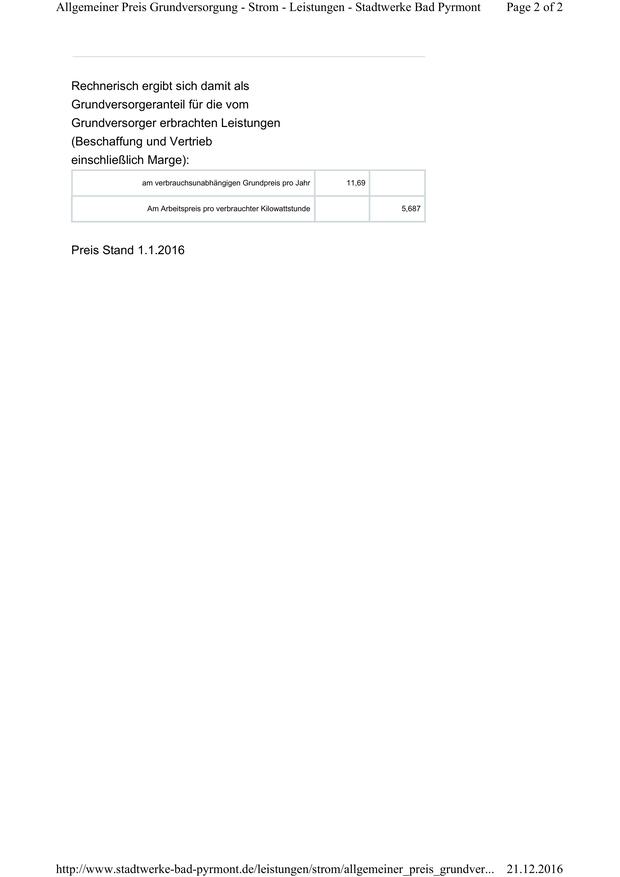 Allgemeiner Preis Grundversorgung - Strom - Leistungen - Stadtwerke Bad Pyrmont Page 2 of 2
Rechnerisch ergibt sich damit als
Grundversorgeranteil für die vom
Grundversorger erbrachten Leistungen
(Beschaffung und Vertrieb
einschließlich Marge):
am verbrauchsunabhängigen Grundpreis pro Jahr 11,69
Am Arbeitspreis pro verbrauchter Kilowattstunde 5,687
Preis Stand 1.1.2016
http://www.stadtwerke-bad-pyrmont.de/leistungen/strom/allgemeiner_preis_grundver... 21.12.2016